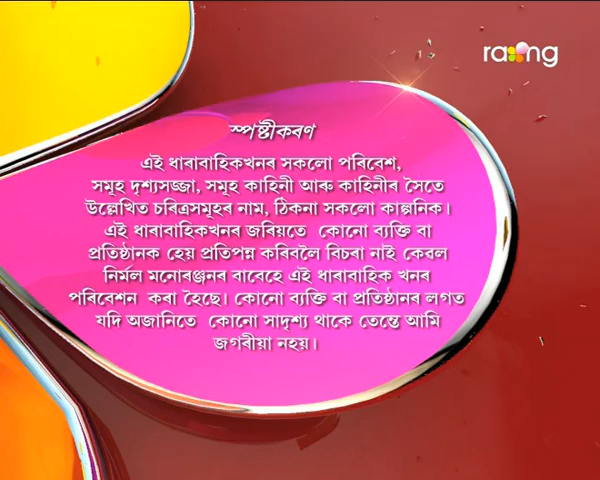 raong
স্পষ্টীকৰণ
এই ধাৰাবাহিকখনৰ সকলো পৰিবেশ,
সমূহ দৃশ্যসজ্জা, সমূহ কাহিনী আৰু কাহিনীৰ সৈতে
উল্লেখিত চৰিত্ৰসমূহৰ নাম, ঠিকনা সকলো কাল্পনিক।
এই ধাৰাবাহিকখনৰ জৰিয়তে কোনো ব্যক্তি বা
প্ৰতিষ্ঠানক হেয় প্ৰতিপন্ন কৰিবলৈ বিচৰা নাই কেৱল
নিৰ্মল মনোৰঞ্জনৰ বাবেহে এই ধাৰাবাহিক খনৰ
পৰিবেশন কৰা হৈছে। কোনো ব্যক্তি বা প্ৰতিষ্ঠানৰ লগত
যদি অজানিতে কোনো সাদৃশ্য থাকে তেন্তে আমি
জগৰীয়া নহয়।